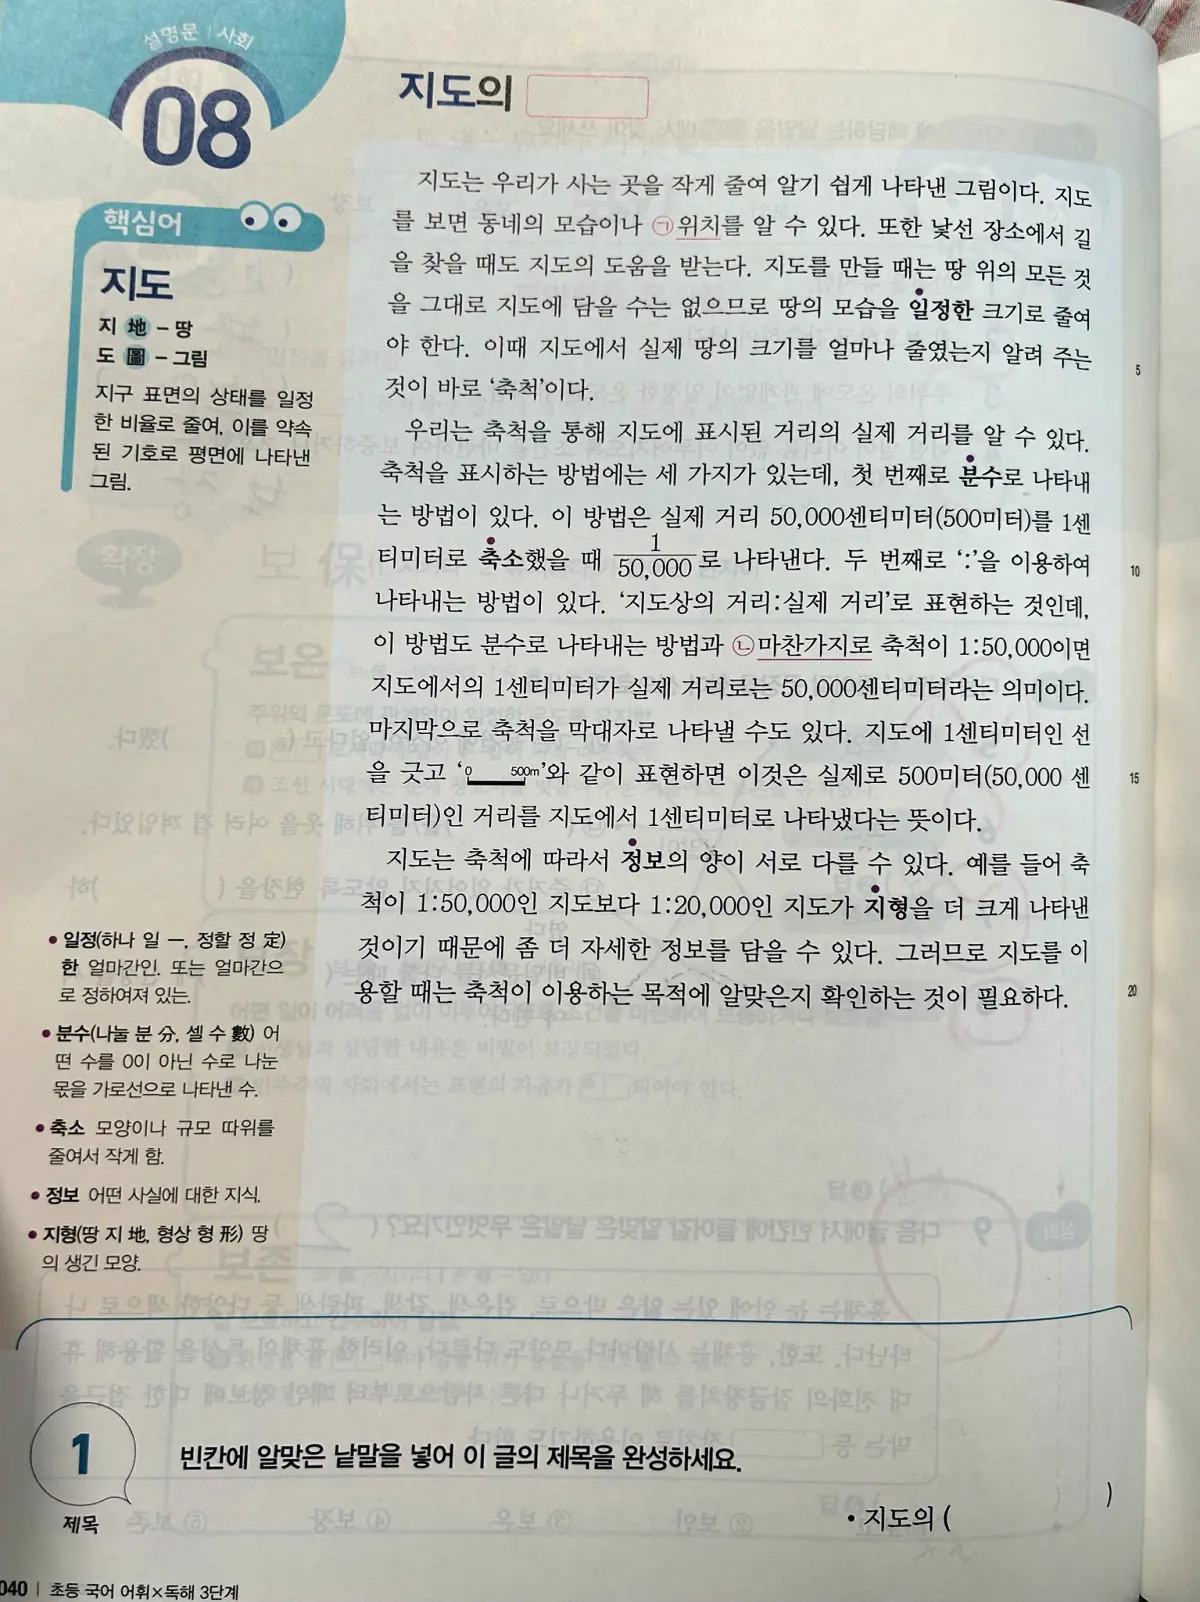 설명문 | 사회
08
지도의
핵심어
지도
지 地 – 땅
도 圖 – 그림
지구 표면의 상태를 일정
한 비율로 줄여, 이를 약속
된 기호로 평면에 나타낸
그림.
지도는 우리가 사는 곳을 작게 줄여 알기 쉽게 나타낸 그림이다. 지도
를 보면 동네의 모습이나 ㉠위치를 알 수 있다. 또한 낯선 장소에서 길
을 찾을 때도 지도의 도움을 받는다. 지도를 만들 때는 땅 위의 모든 것
을 그대로 지도에 담을 수는 없으므로 땅의 모습을 일정한 크기로 줄여
야 한다. 이때 지도에서 실제 땅의 크기를 얼마나 줄였는지 알려 주는
5
것이 바로 '축척'이다.
우리는 축척을 통해 지도에 표시된 거리의 실제 거리를 알 수 있다.
축척을 표시하는 방법에는 세 가지가 있는데, 첫 번째로 분수로 나타내
는 방법이 있다. 이 방법은 실제 거리 50,000센티미터(500미터)를 1센
티미터로 축소했을 때 1/50,000로 나타낸다. 두 번째로 ':'을 이용하여
10
나타내는 방법이 있다. '지도상의 거리:실제 거리'로 표현하는 것인데,
이 방법도 분수로 나타내는 방법과 ㉡마찬가지로 축척이 1:50,000이면
지도에서의 1센티미터가 실제 거리로는 50,000센티미터라는 의미이다.
마지막으로 축척을 막대자로 나타낼 수도 있다. 지도에 1센티미터인 선
을 긋고 '0 500m'와 같이 표현하면 이것은 실제로 500미터(50,000 센
15
티미터)인 거리를 지도에서 1센티미터로 나타냈다는 뜻이다.
지도는 축척에 따라서 정보의 양이 서로 다를 수 있다. 예를 들어 축
척이 1:50,000인 지도보다 1:20,000인 지도가 지형을 더 크게 나타낸
것이기 때문에 좀 더 자세한 정보를 담을 수 있다. 그러므로 지도를 이
용할 때는 축척이 이용하는 목적에 알맞은지 확인하는 것이 필요하다.
20
• 일정(하나 일 一, 정할 정 定)
한 얼마간인. 또는 얼마간으
로 정하여져 있는.
• 분수(나눌 분 分, 셀 수 數) 어
떤 수를 0이 아닌 수로 나눈
몫을 가로선으로 나타낸 수.
• 축소 모양이나 규모 따위를
줄여서 작게 함.
• 정보 어떤 사실에 대한 지식.
• 지형(땅 지 地, 형상 형 形) 땅
의 생긴 모양.
1
제목
빈칸에 알맞은 낱말을 넣어 이 글의 제목을 완성하세요.
• 지도의 ( )
040 | 초등 국어 어휘×독해 3단계